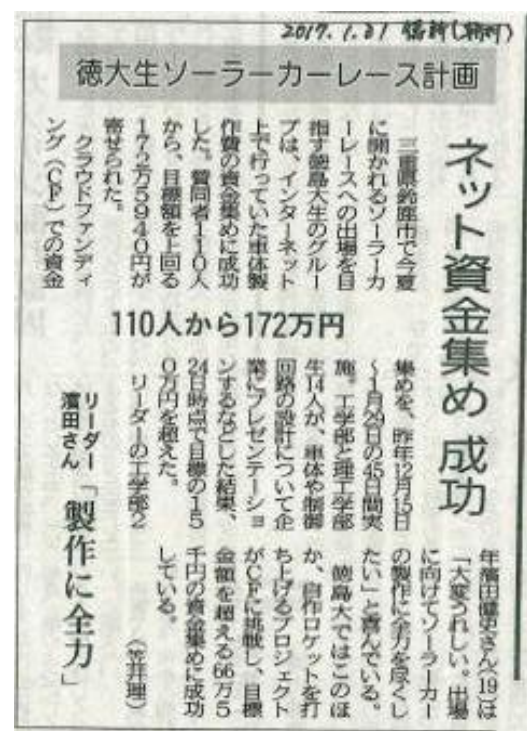 2017.1.31 徳新(朝刊)
徳大生ソーラーカーレース計画
ネット資金集め 成功
110人から172万円
三重県鈴鹿市で今夏
に開かれるソーラーカ
ーレースへの出場を目
指す徳島大生のグルー
プは、インターネット
上で行っていた車体製
作費の資金集めに成功
した。賛同者110人
から、目標額を上回る
172万5940円が
寄せられた。
クラウドファンディ
ング(CF)での資金
集めを、昨年12月15日
〜1月29日の45日間実
施。工学部と理工学部
生14人が、車体や制御
回路の設計について企
業にプレゼンテーショ
ンするなどした結果、
24日時点で目標の15
0万円を超えた。
リーダーの工学部2
年濱田健史さん(19)は
「大変うれしい。出場
に向けてソーラーカー
の製作に全力を尽くし
たい」と喜んでいる。
徳島大ではこのほ
か、自作ロケットを打
ち上げるプロジェクト
がCFに挑戦し、目標
金額を超える66万5
千円の資金集めに成功
している。
(笠井理)
リーダー
濱田さん
「製作に全力」